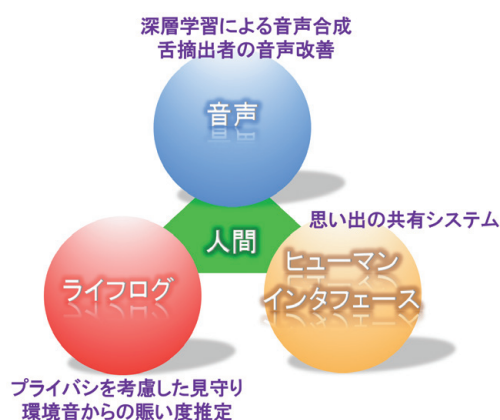 深層学習による音声合成
舌摘出者の音声改善
音声
人間
思い出の共有システム
ヒューマン
インタフェース
ライフログ
プライバシを考慮した見守り
環境音からの賑い度推定